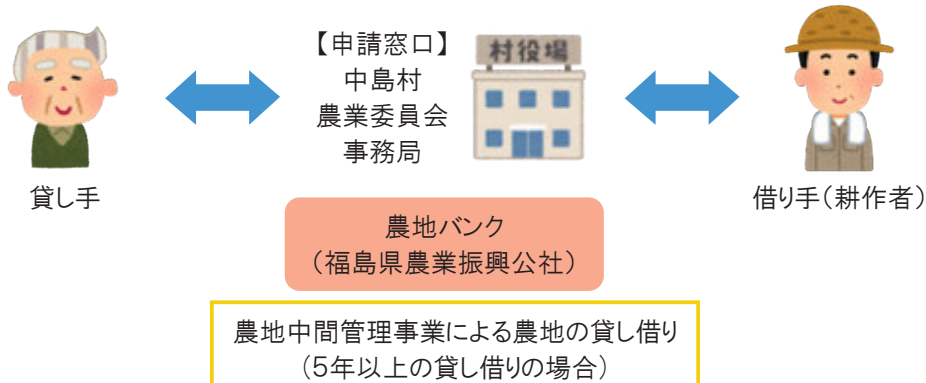 【申請窓口】
中島村
農業委員会
事務局
村役場
貸し手
借り手(耕作者)
農地バンク
(福島県農業振興公社)
農地中間管理事業による農地の貸し借り
(5年以上の貸し借りの場合)